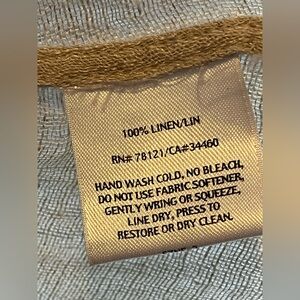 100% LINEN/LIN
RN# 78121/CA#34460
HAND WASH COLD, NO BLEACH,
DO NOT USE FABRIC SOFTENER,
GENTLY WRING OR SQUEEZE,
LINE DRY, PRESS TO
RESTORE OR DRY CLEAN.